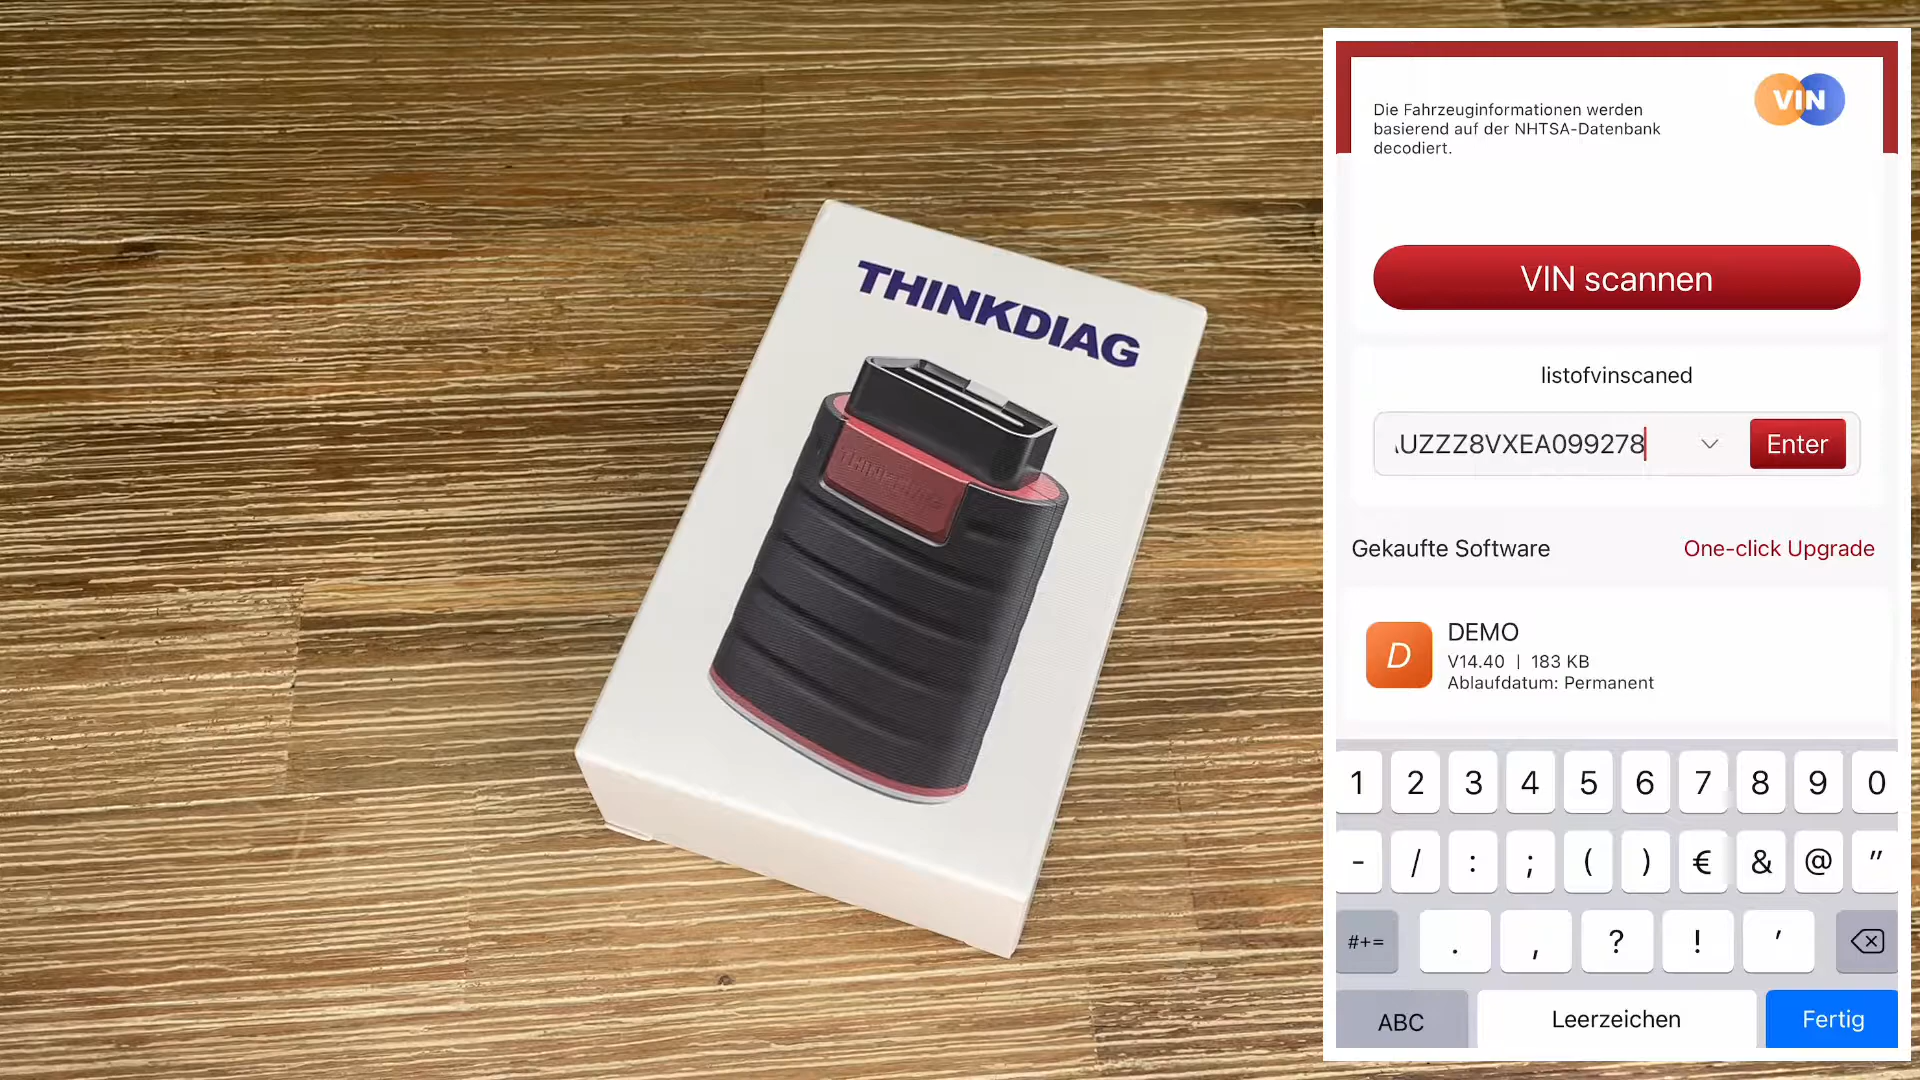 THINKDIAG
Die Fahrzeuginformationen werden
basierend auf der NHTSA-Datenbank
decodiert.
VIN
VIN scannen
listofvinscaned
UZZZ8VXEA099278
Enter
Gekaufte Software
One-click Upgrade
D
DEMO
V14.40 | 183 KB
Ablaufdatum: Permanent
1 2 3 4 5 6 7 8 9 0
- / : ; ( ) € & @ "
#+= . , ? ! '
ABC Leerzeichen Fertig